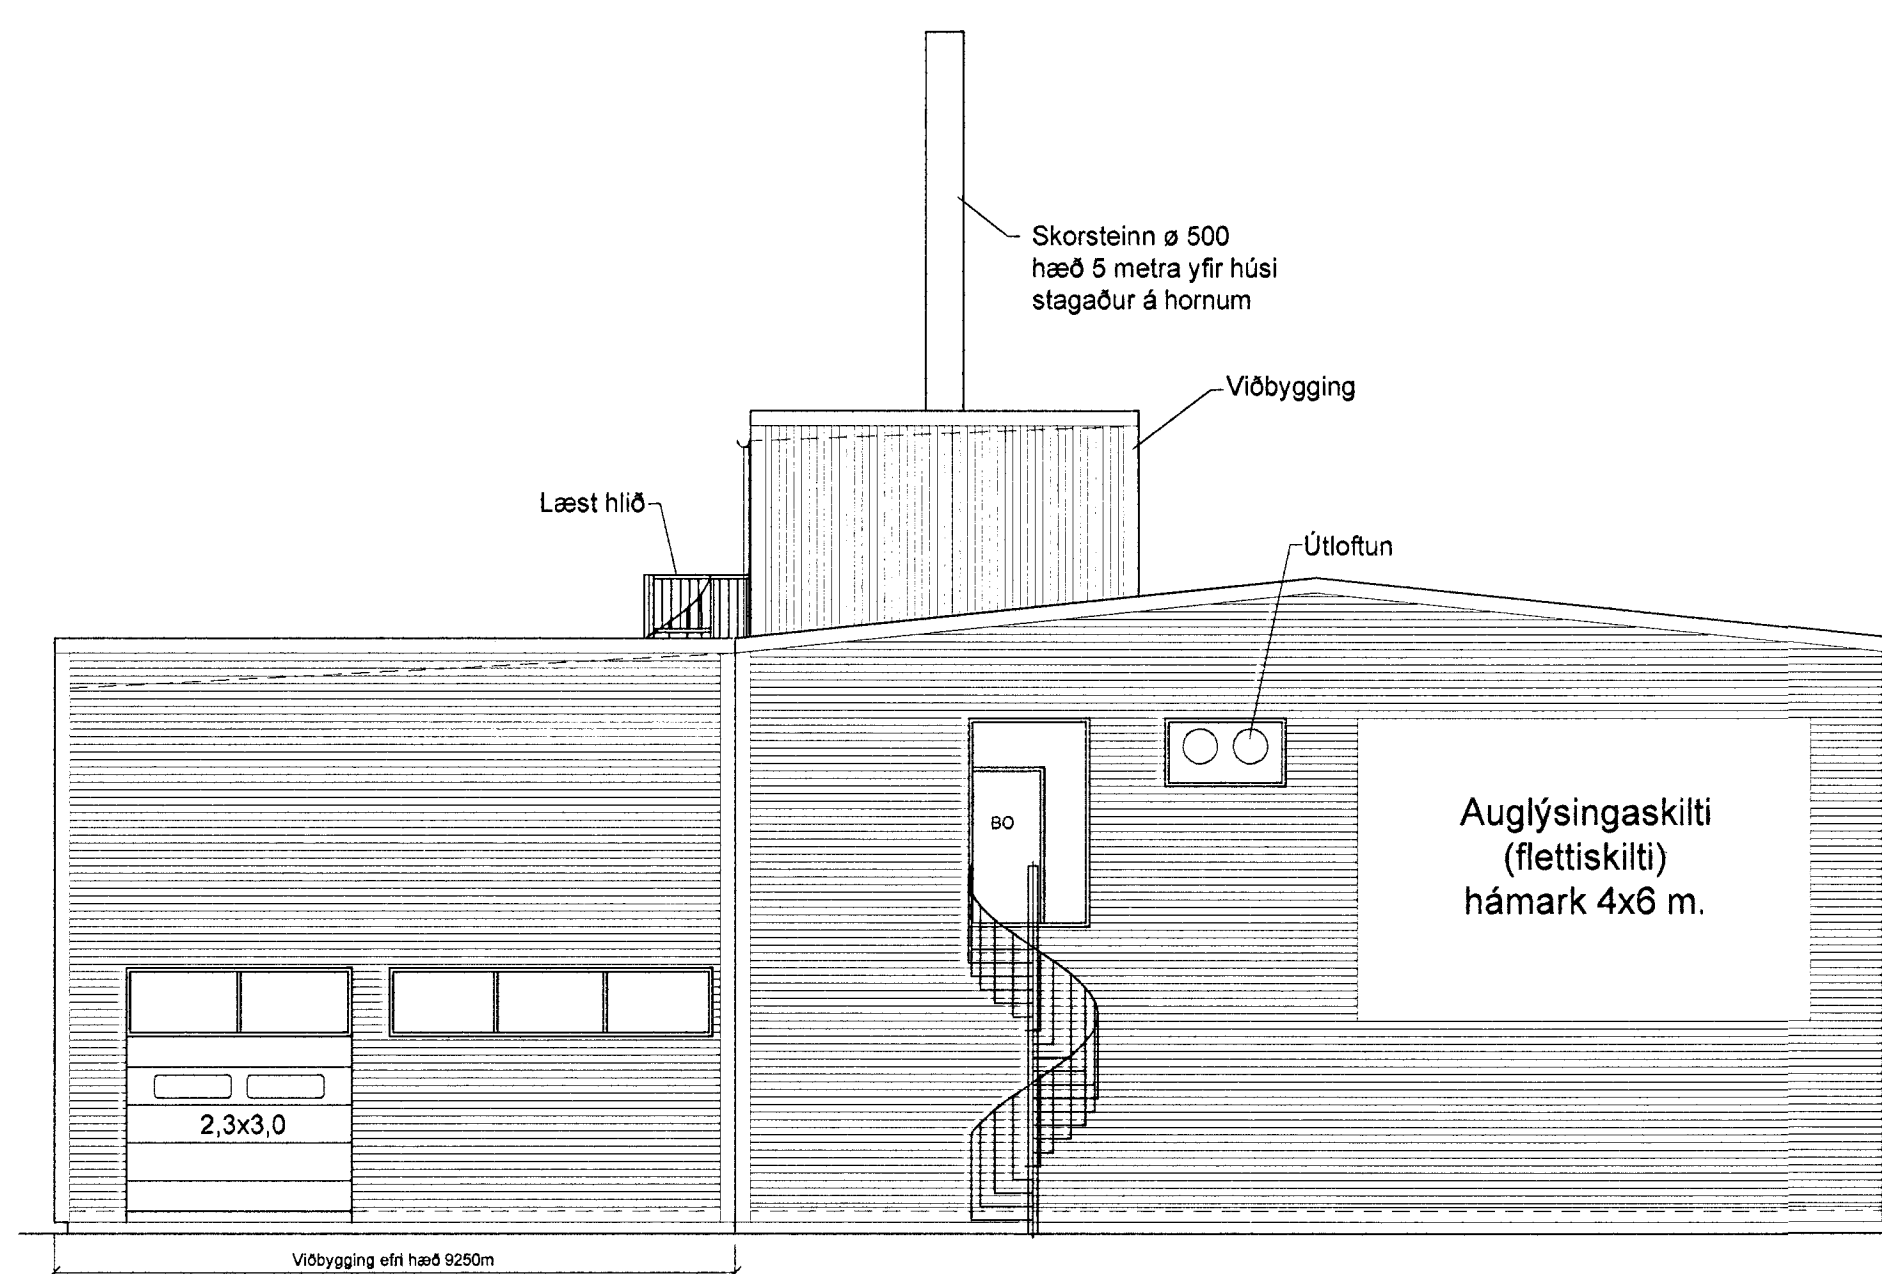 Skorsteinn ø 500
hæð 5 metra yfir húsi
stagaður á hornum
Viðbygging
Læst hlið
Útloftun
BO
Auglýsingaskilti
(flettiskilti)
hámark 4x6 m.
2,3x3,0
Viðbygging efri hæð 9250m